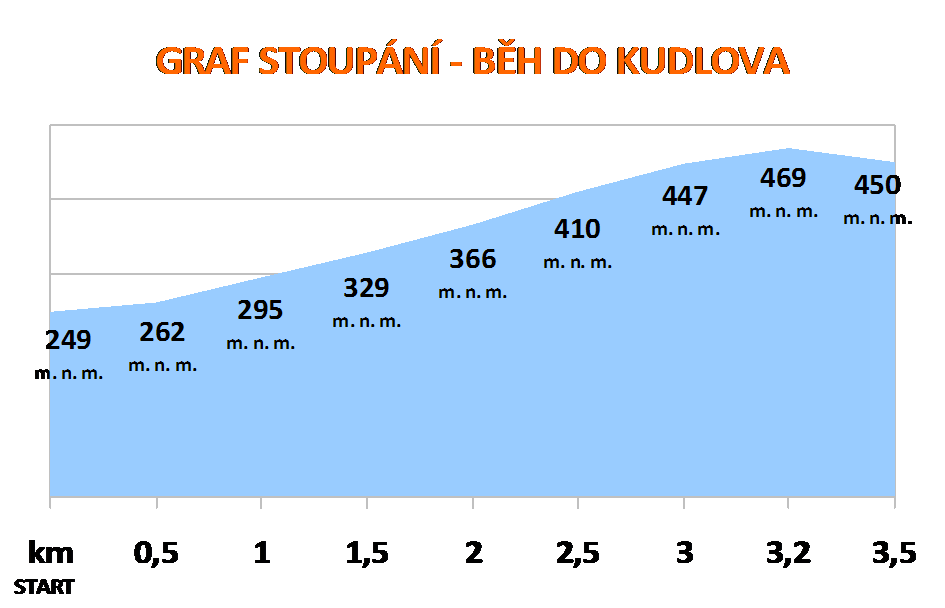 GRAF STOUPÁNÍ - BĚH DO KUDLOVA
249
m. n. m.
262
m. n. m.
295
m. n. m.
329
m. n. m.
366
m. n. m.
410
m. n. m.
447
m. n. m.
469
m. n. m.
450
m. n. m.
km 0,5 1 1,5 2 2,5 3 3,2 3,5
START